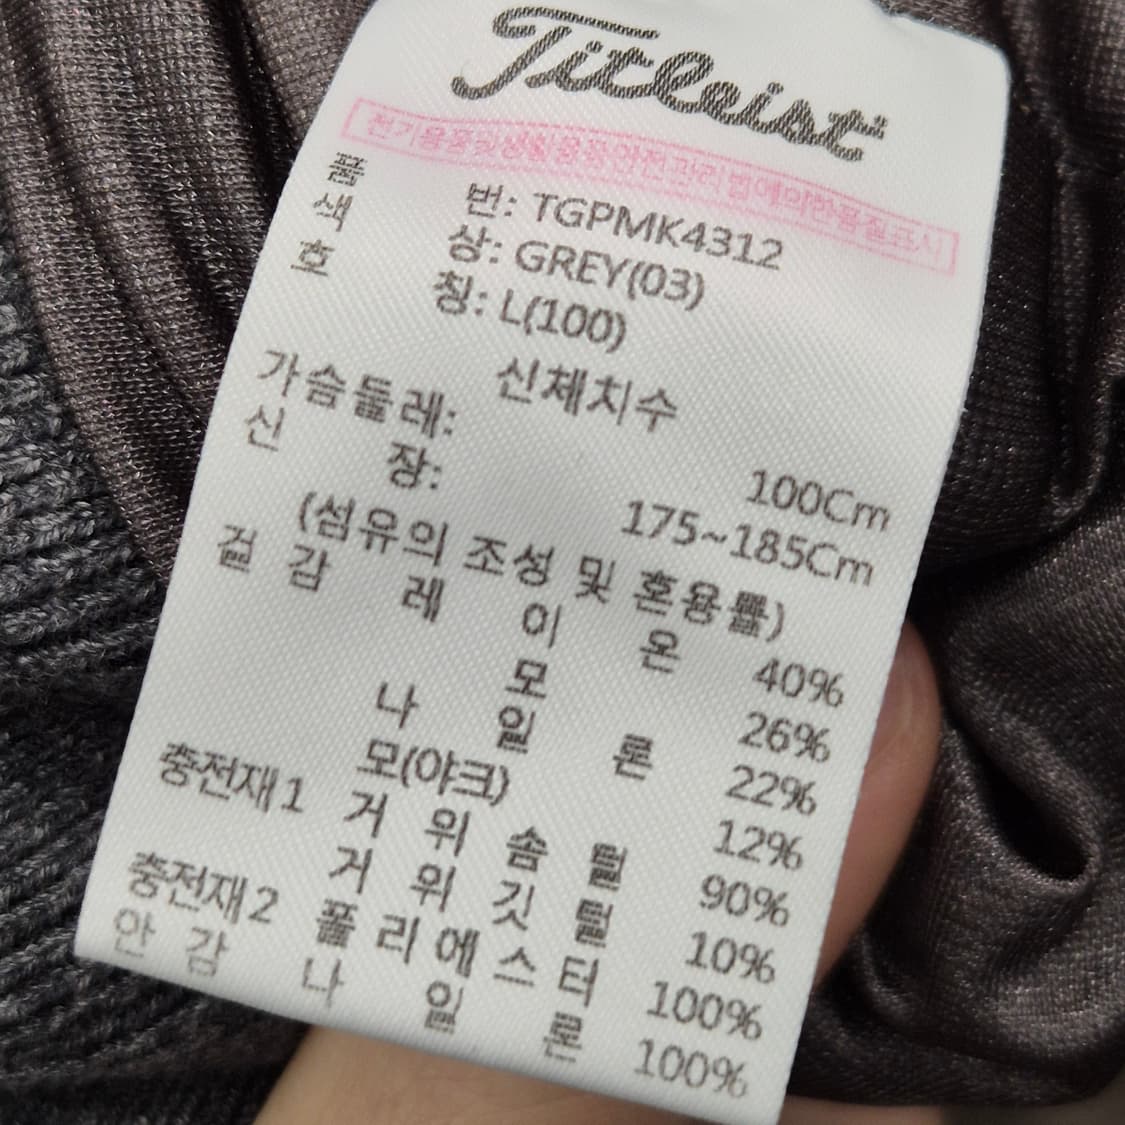 Titleist
전기용품및생활용품안전관리법에의한품질표시
품 번: TGPMK4312
색 상: GREY(03)
호 칭: L(100)
신체치수
가슴둘레: 100Cm
신 장: 175~185Cm
(섬유의 조성 및 혼용률)
겉 감 레 이 온 40%
모 26%
나 일 론 22%
모(야크) 12%
충전재1 거 위 솜 털 90%
거 위 깃 털 10%
충전재2 폴 리 에 스 터 100%
안 감 나 일 론 100%